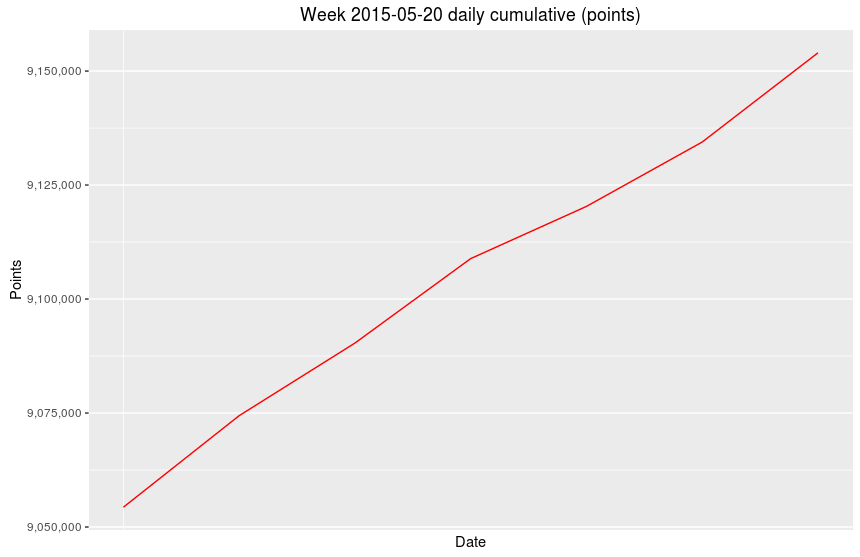 Week 2015-05-20 daily cumulative (points)
9,150,000
9,125,000
9,100,000
9,075,000
9,050,000
Points
Date